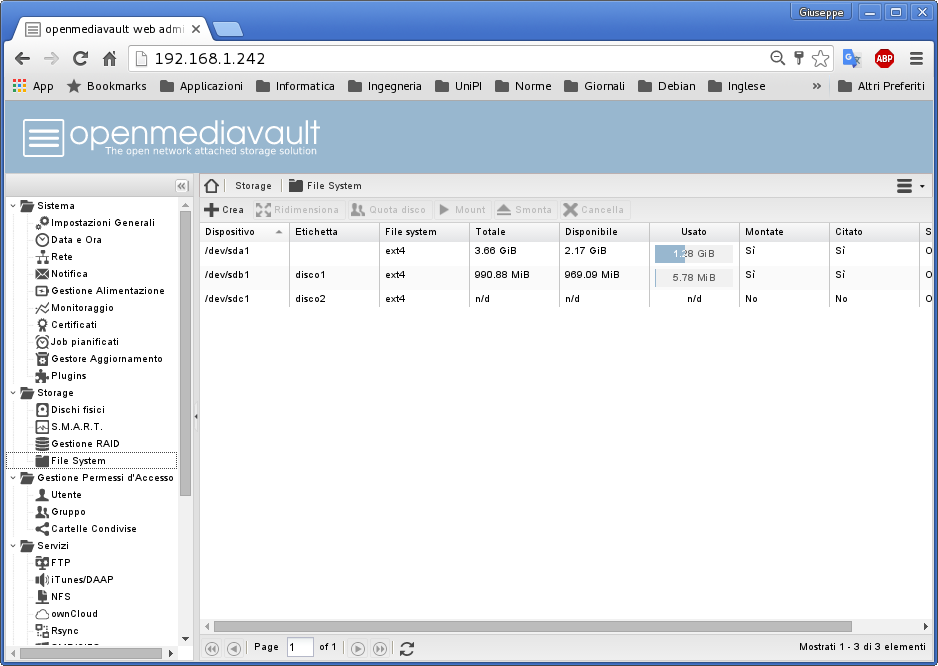 Giuseppe
openmediavault web admi
192.168.1.242
App Bookmarks Applicazioni Informatica Ingegneria UniPI Norme Giornali Debian Inglese » Altri Preferiti
openmediavault
The open network attached storage solution
Storage File System
Crea Ridimensiona Quota disco Mount Smonta Cancella
Dispositivo Etichetta File system Totale Disponibile Usato Montate Citato S
/dev/sda1 ext4 3.66 GiB 2.17 GiB 1.28 GiB Sì Sì O
/dev/sdb1 disco1 ext4 990.88 MiB 969.09 MiB 5.78 MiB Sì Sì O
/dev/sdc1 disco2 ext4 n/d n/d n/d No No O
Sistema
Impostazioni Generali
Data e Ora
Rete
Notifica
Gestione Alimentazione
Monitoraggio
Certificati
Job pianificati
Gestore Aggiornamento
Plugins
Storage
Dischi fisici
S.M.A.R.T.
Gestione RAID
File System
Gestione Permessi d'Accesso
Utente
Gruppo
Cartelle Condivise
Servizi
FTP
iTunes/DAAP
NFS
ownCloud
Rsync
Page 1 of 1
Mostrati 1 - 3 di 3 elementi